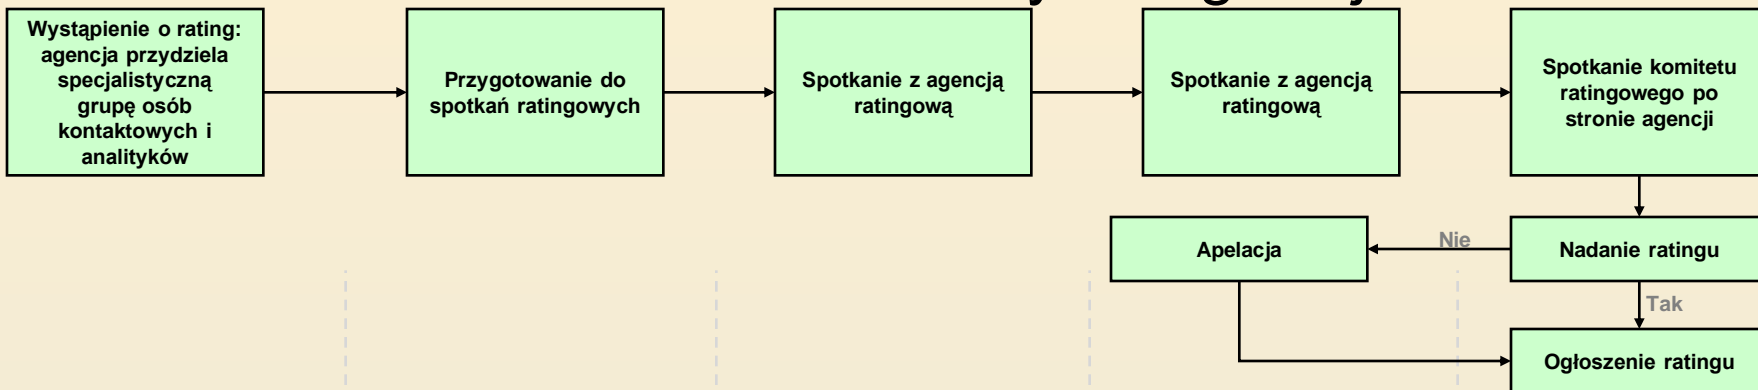 Wystąpienie o rating:
agencja przydziela
specjalistyczną
grupę osób
kontaktowych i
analityków
Przygotowanie do
spotkań ratingowych
Spotkanie z agencją
ratingową
Spotkanie z agencją
ratingową
Spotkanie komitetu
ratingowego po
stronie agencji
Apelacja
Nie
Nadanie ratingu
Tak
Ogłoszenie ratingu